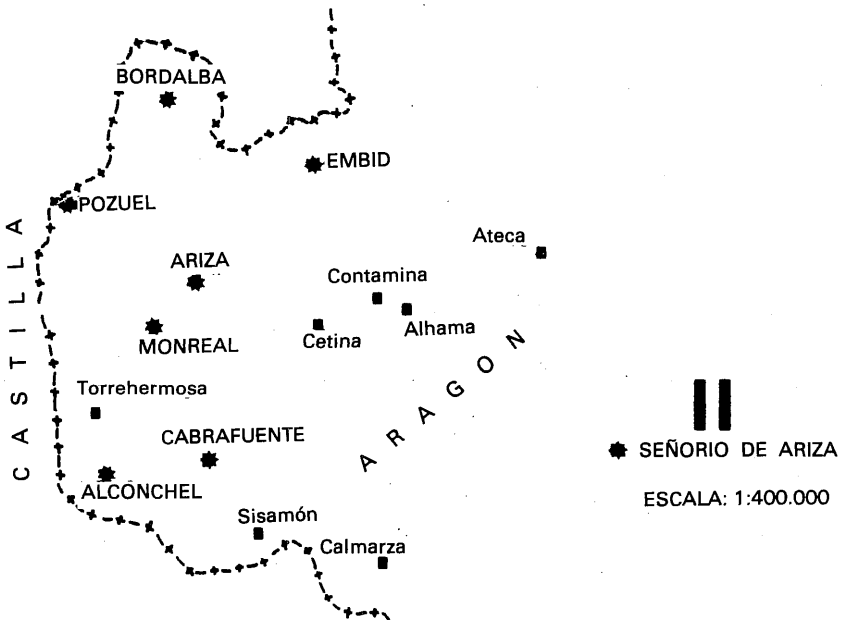 BORDALBA
EMBID
POZUEL
Ateca
ARIZA
Contamina
Alhama
Cetina
MONREAL
CASTILLA
ARAGON
Torrehermosa
CABRAFUENTE
ALCONCHEL
Sisamón
Calmarza
II
SEÑORIO DE ARIZA
ESCALA: 1:400.000